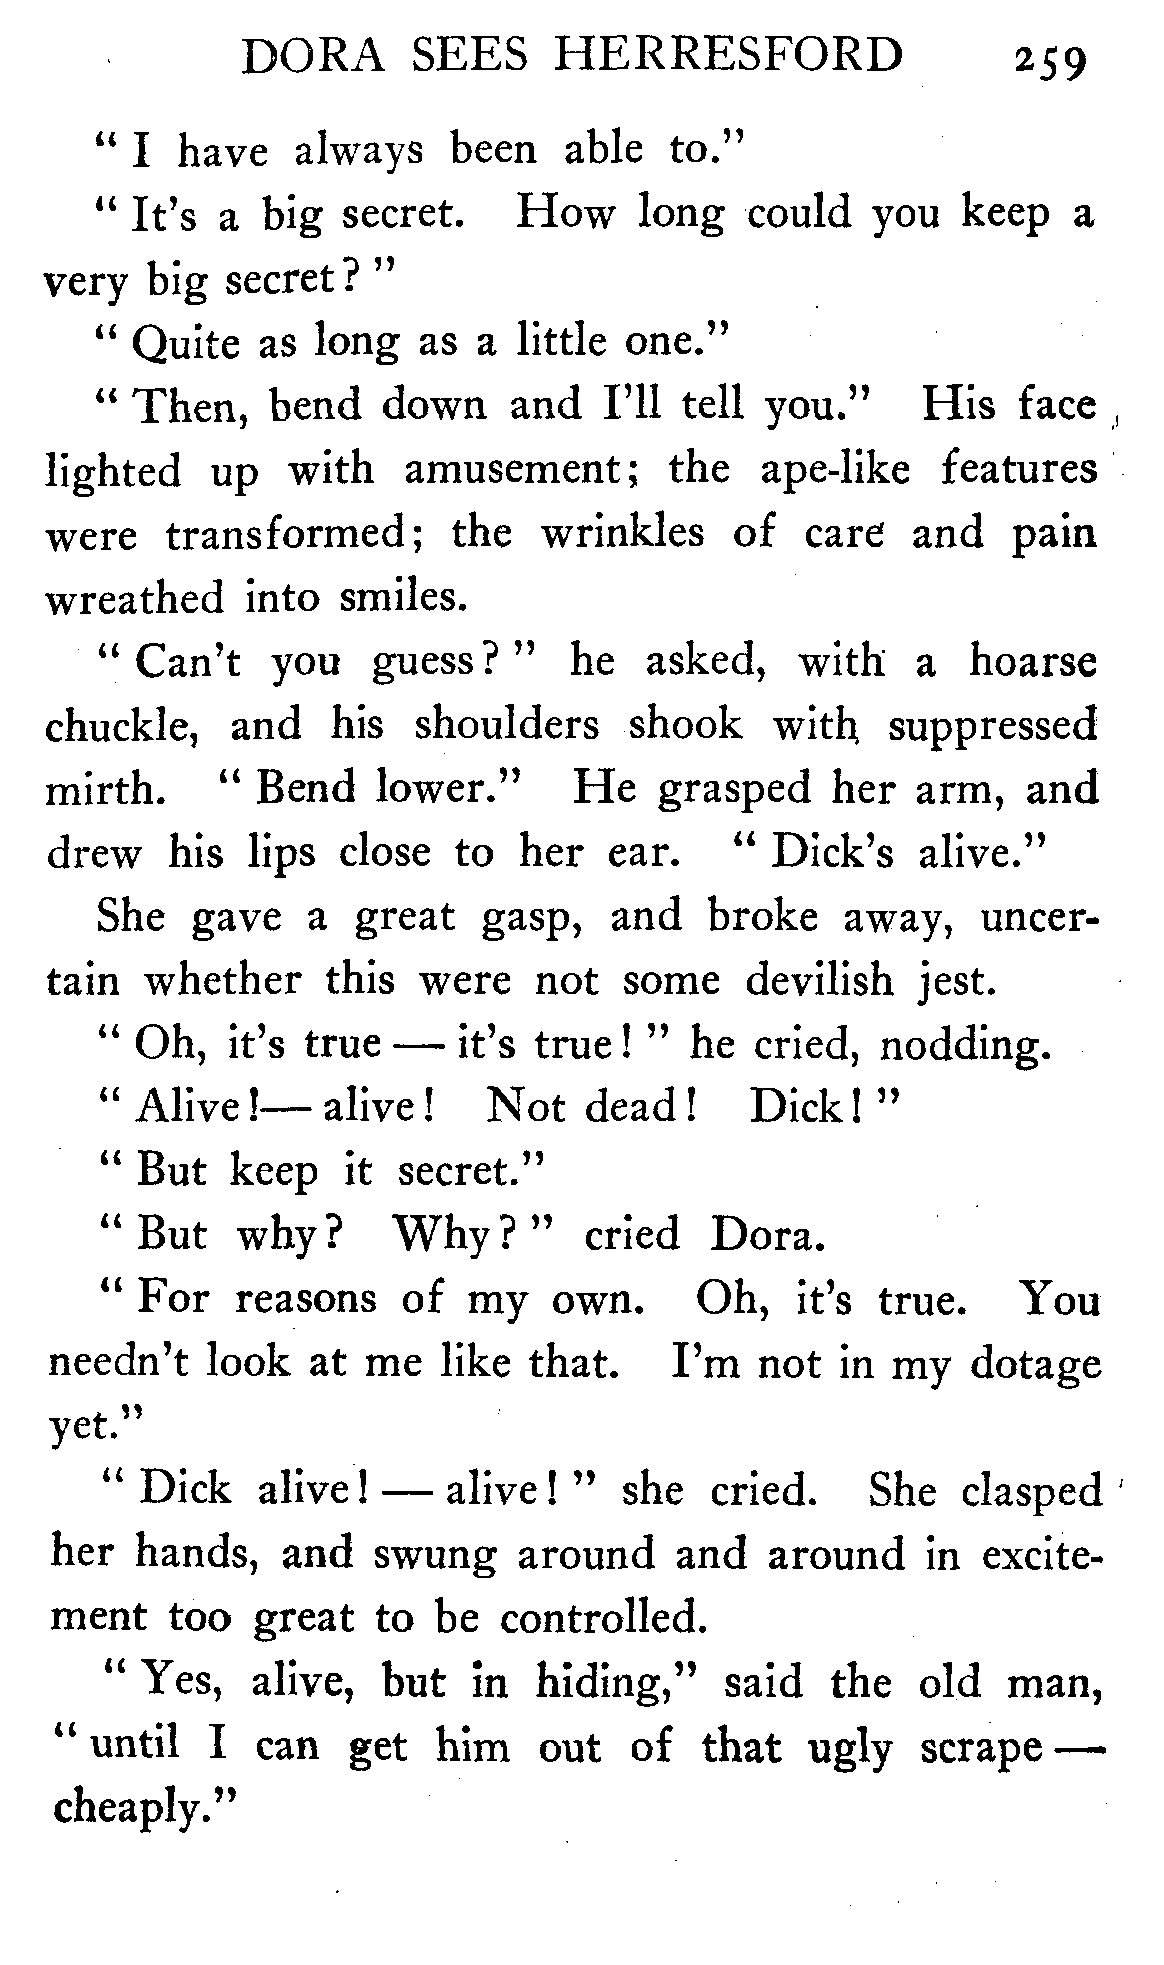 DORA SEES HERRESFORD 259
" I have always been able to."
" It's a big secret. How long could you keep a
very big secret? "
" Quite as long as a little one."
" Then, bend down and I'll tell you." His face
lighted up with amusement; the ape-like features
were transformed; the wrinkles of care and pain
wreathed into smiles.
" Can't you guess? " he asked, with a hoarse
chuckle, and his shoulders shook with suppressed
mirth. " Bend lower." He grasped her arm, and
drew his lips close to her ear. " Dick's alive."
She gave a great gasp, and broke away, uncer-
tain whether this were not some devilish jest.
" Oh, it's true — it's true! " he cried, nodding.
" Alive!— alive! Not dead! Dick! "
" But keep it secret."
" But why? Why? " cried Dora.
" For reasons of my own. Oh, it's true. You
needn't look at me like that. I'm not in my dotage
yet."
" Dick alive! — alive! " she cried. She clasped
her hands, and swung around and around in excite-
ment too great to be controlled.
" Yes, alive, but in hiding," said the old man,
" until I can get him out of that ugly scrape —
cheaply."